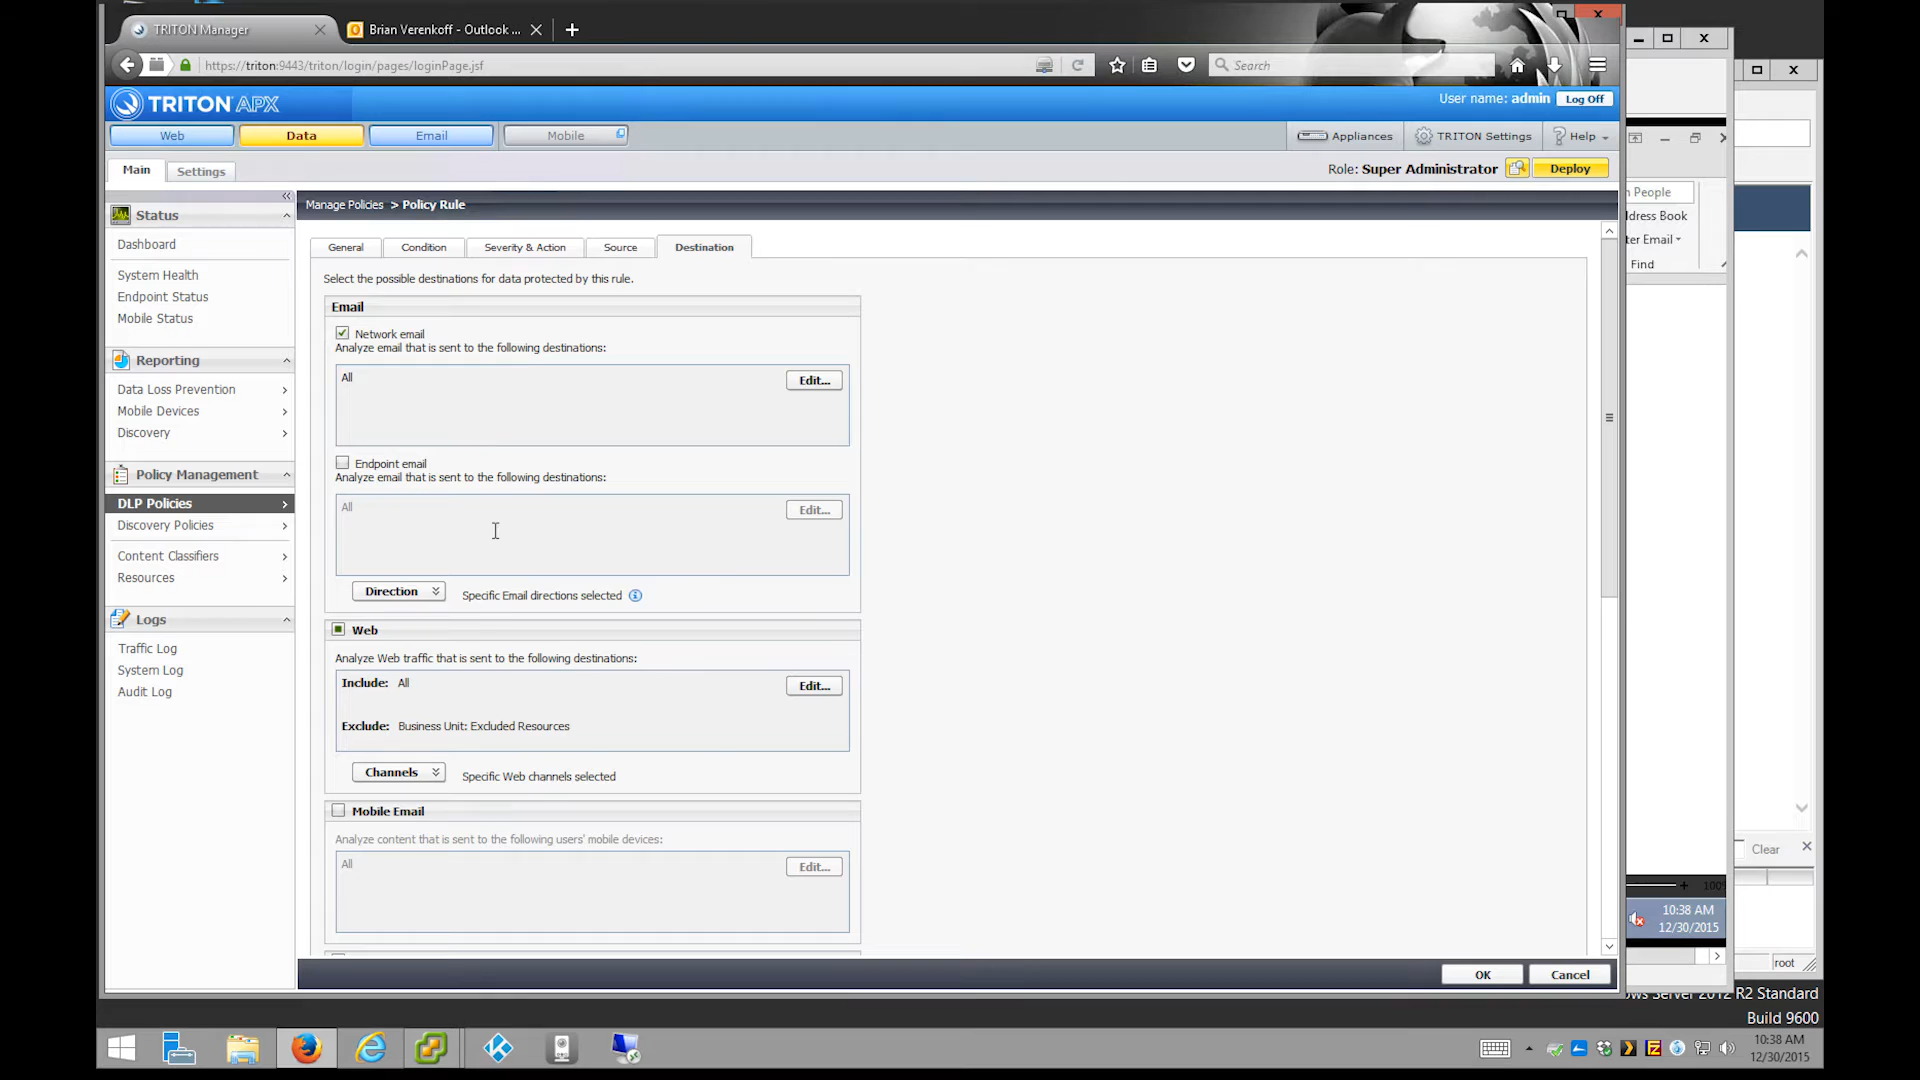 TRITON Manager
Brian Verenkoff - Outlook ...
https://triton:9443/triton/login/pages/loginPage.jsf
Search
TRITON APX
User name: admin
Log Off
Web
Data
Email
Mobile
Appliances
TRITON Settings
Help
Main
Settings
Role: Super Administrator
Deploy
n People
ddress Book
ter Email
Find
Status
Dashboard
System Health
Endpoint Status
Mobile Status
Reporting
Data Loss Prevention
Mobile Devices
Discovery
Policy Management
DLP Policies
Discovery Policies
Content Classifiers
Resources
Logs
Traffic Log
System Log
Audit Log
Manage Policies > Policy Rule
General
Condition
Severity & Action
Source
Destination
Select the possible destinations for data protected by this rule.
Email
Network email
Analyze email that is sent to the following destinations:
All
Edit...
Endpoint email
Analyze email that is sent to the following destinations:
All
Edit...
Direction
Specific Email directions selected
Web
Analyze Web traffic that is sent to the following destinations:
Include: All
Edit...
Exclude: Business Unit: Excluded Resources
Channels
Specific Web channels selected
Mobile Email
Analyze content that is sent to the following users' mobile devices:
All
Edit...
OK
Cancel
Clear
100
10:38 AM
12/30/2015
root
ows Server 2012 R2 Standard
Build 9600
10:38 AM
12/30/2015